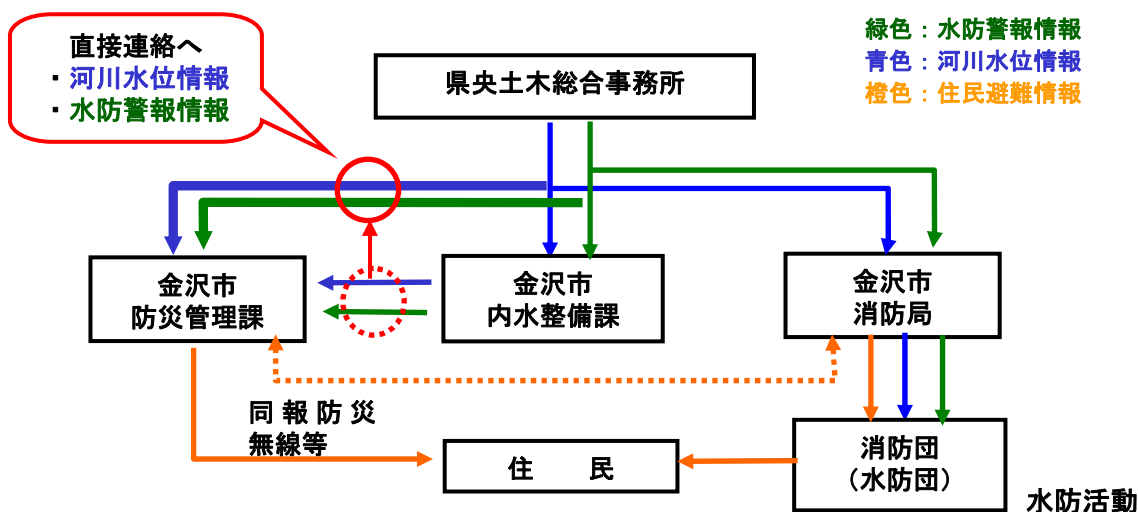 直接連絡へ
・河川水位情報
・水防警報情報
県央土木総合事務所
緑色：水防警報情報
青色：河川水位情報
橙色：住民避難情報
金沢市
防災管理課
金沢市
内水整備課
金沢市
消防局
同報防災
無線等
住　　民
消防団
（水防団）
水防活動